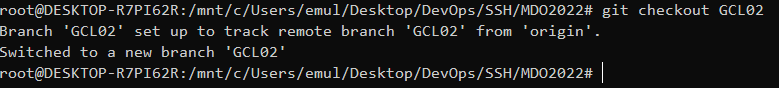 root@DESKTOP-R7PI62R:/mnt/c/Users/emul/Desktop/DevOps/SSH/MDO2022# git checkout GCL02
Branch 'GCL02' set up to track remote branch 'GCL02' from 'origin'.
Switched to a new branch 'GCL02'
root@DESKTOP-R7PI62R:/mnt/c/Users/emul/Desktop/DevOps/SSH/MDO2022#